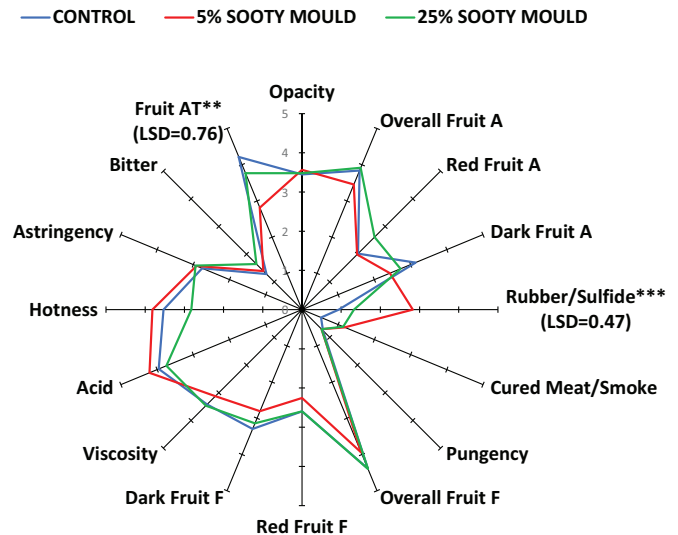 CONTROL 5% SOOTY MOULD 25% SOOTY MOULD
Opacity
Fruit AT**
(LSD=0.76)
Overall Fruit A
Bitter
Red Fruit A
Astringency
Dark Fruit A
Hotness
Rubber/Sulfide***
(LSD=0.47)
Acid
Cured Meat/Smoke
Viscosity
Pungency
Dark Fruit F
Overall Fruit F
Red Fruit F
5
4
3
2
1
0